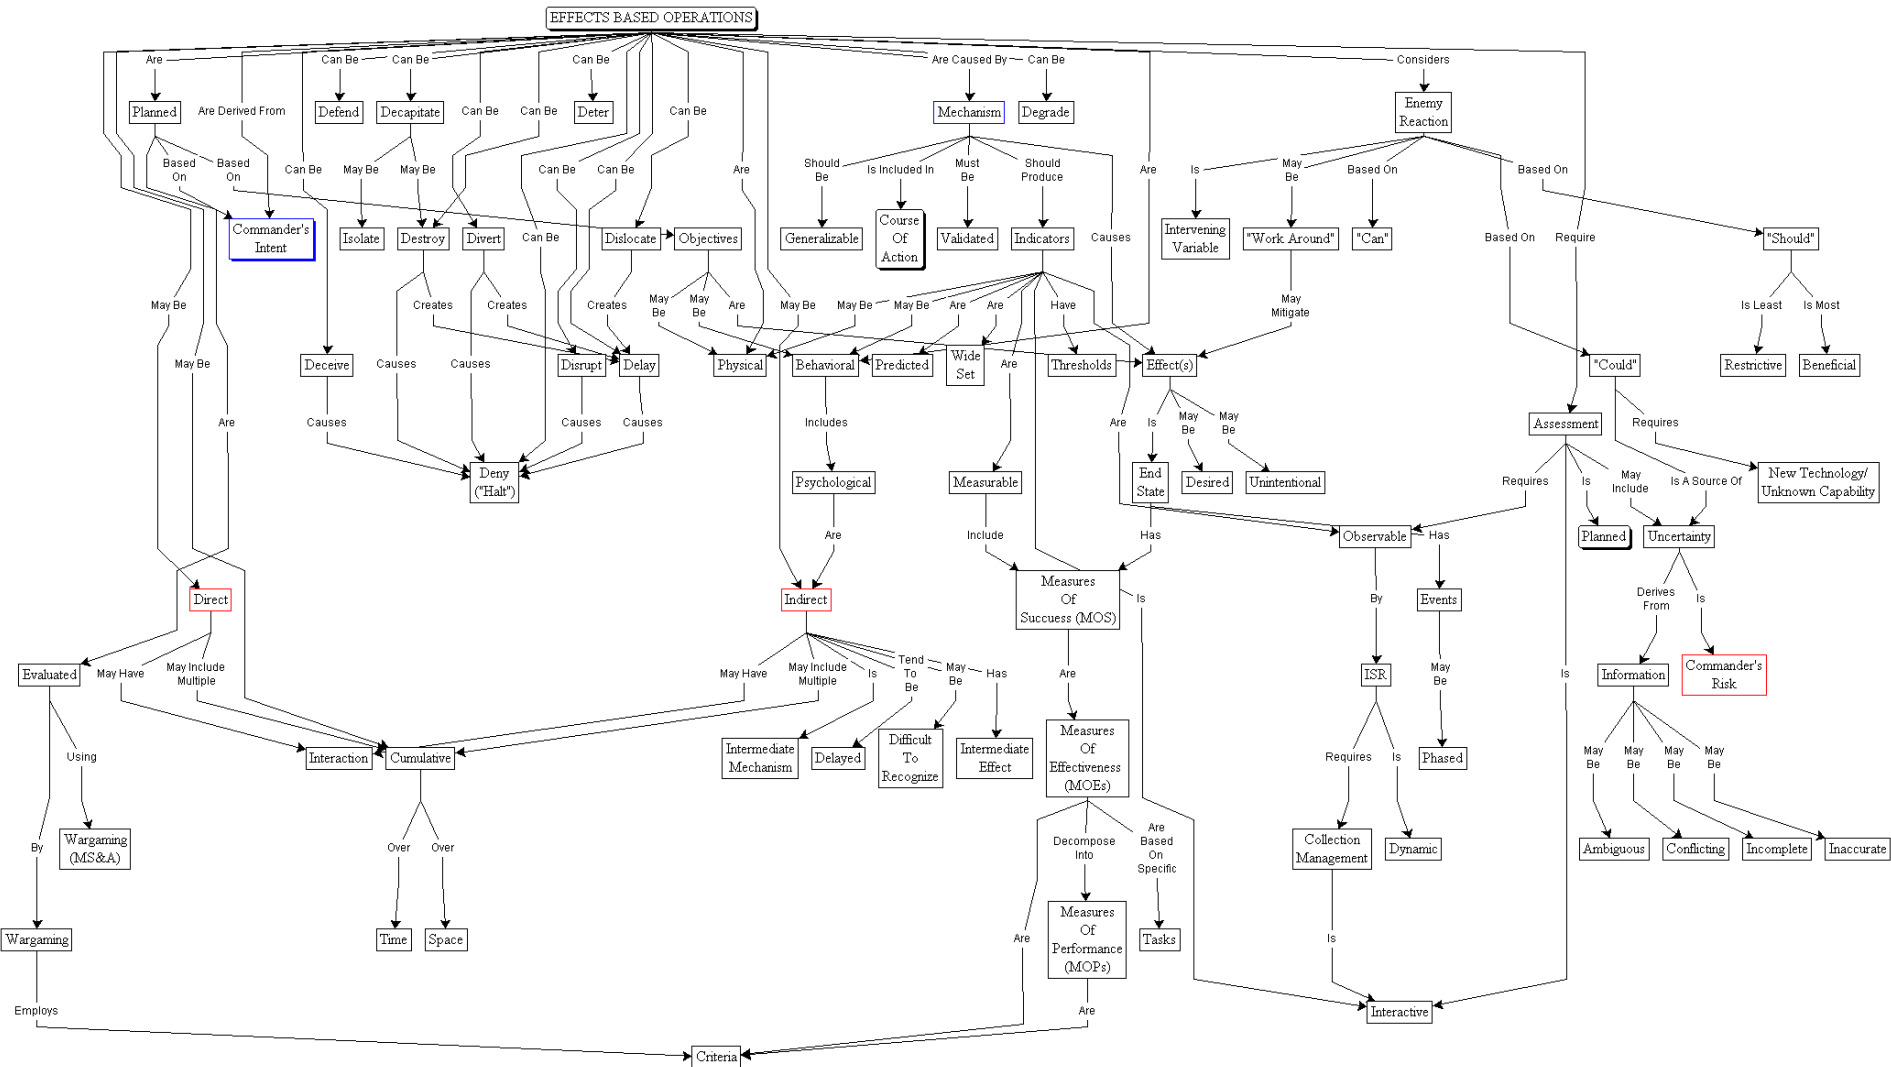 EFFECTS BASED OPERATIONS
Are
Can Be
Can Be
Can Be
Are Caused By
Can Be
Considers
Planned
Are Derived From
Defend
Decapitate
Can Be
Can Be
Deter
Can Be
Mechanism
Degrade
Enemy
Reaction
Based
On
Based
On
Can Be
May Be
May Be
Can Be
Can Be
Are
Should
Be
Is Included In
Must
Be
Should
Produce
Are
Is
May
Be
Based On
Based On
Commander's
Intent
Isolate
Destroy
Divert
Can Be
Dislocate
Objectives
Generalizable
Course
Of
Action
Validated
Indicators
Causes
Intervening
Variable
"Work Around"
"Can"
Based On
Require
"Should"
May Be
Creates
Creates
Creates
May
Be
May
Be
Are
May Be
May Be
May Be
Are
Are
Have
May
Mitigate
Is Least
Is Most
May Be
Are
Deceive
Causes
Causes
Disrupt
Delay
Physical
Behavioral
Predicted
Wide
Set
Are
Thresholds
Effect(s)
"Could"
Restrictive
Beneficial
Causes
Causes
Causes
Includes
Are
Is
May
Be
May
Be
Assessment
Requires
Deny
("Halt")
Psychological
Measurable
End
State
Desired
Unintentional
Requires
Is
May
Include
Is A Source Of
New Technology/
Unknown Capability
Are
Include
Has
Observable
Has
Planned
Uncertainty
Direct
Indirect
Measures
Of
Succuess (MOS)
Is
By
Events
Derives
From
Is
Evaluated
May Have
May Include
Multiple
May Have
May Include
Multiple
Is
Tend
To
Be
May
Be
Has
Are
ISR
May
Be
Is
Information
Commander's
Risk
Using
Interaction
Cumulative
Intermediate
Mechanism
Delayed
Difficult
To
Recognize
Intermediate
Effect
Measures
Of
Effectiveness
(MOEs)
Requires
Is
Phased
May
Be
May
Be
May
Be
May
Be
By
Wargaming
(MS&A)
Over
Over
Decompose
Into
Are
Based
On
Specific
Collection
Management
Dynamic
Ambiguous
Conflicting
Incomplete
Inaccurate
Wargaming
Time
Space
Are
Measures
Of
Performance
(MOPs)
Tasks
Is
Employs
Are
Interactive
Criteria